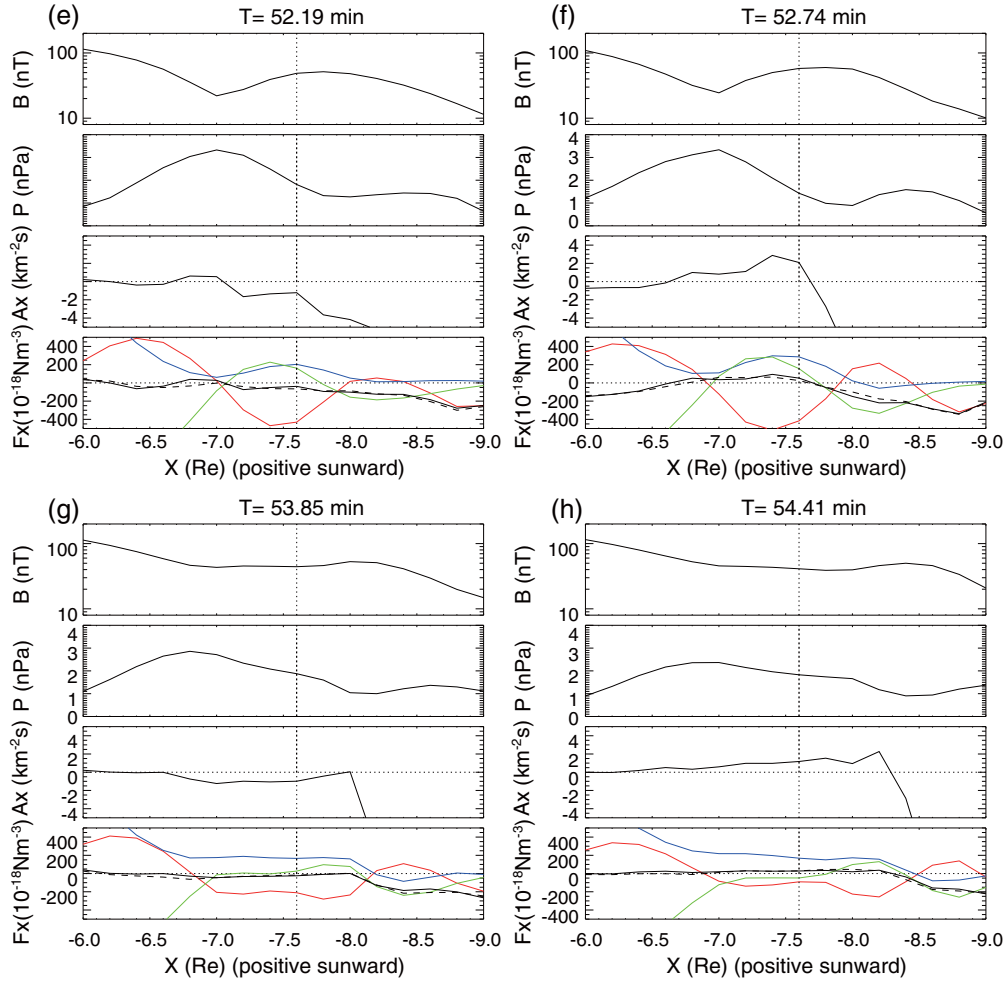 (e) T= 52.19 min
B (nT)
100
10
P (nPa)
Ax (km⁻²s)
2
0
-2
-4
Fx(10⁻¹⁸Nm⁻³)
400
200
0
-200
-400
-6.0 -6.5 -7.0 -7.5 -8.0 -8.5 -9.0
X (Re) (positive sunward)
(f) T= 52.74 min
B (nT)
100
10
P (nPa)
4
3
2
1
0
Ax (km⁻²s)
2
0
-2
-4
Fx(10⁻¹⁸Nm⁻³)
400
200
0
-200
-400
-6.0 -6.5 -7.0 -7.5 -8.0 -8.5 -9.0
X (Re) (positive sunward)
(g) T= 53.85 min
B (nT)
100
10
P (nPa)
4
3
2
1
0
Ax (km⁻²s)
2
0
-2
-4
Fx(10⁻¹⁸Nm⁻³)
400
200
0
-200
-400
-6.0 -6.5 -7.0 -7.5 -8.0 -8.5 -9.0
X (Re) (positive sunward)
(h) T= 54.41 min
B (nT)
100
10
P (nPa)
4
3
2
1
0
Ax (km⁻²s)
2
0
-2
-4
Fx(10⁻¹⁸Nm⁻³)
400
200
0
-200
-400
-6.0 -6.5 -7.0 -7.5 -8.0 -8.5 -9.0
X (Re) (positive sunward)